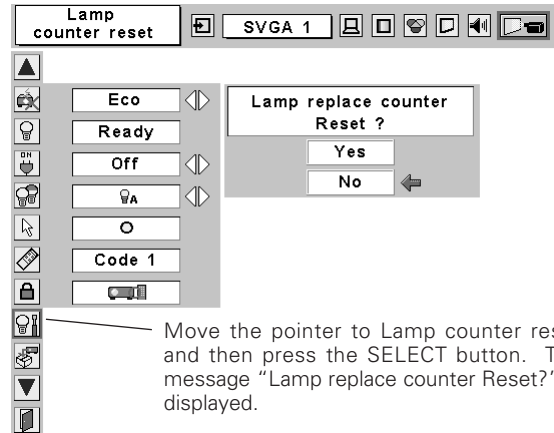 Lamp
counter reset
SVGA 1
Eco
Ready
ON
Off
A
Code 1
Lamp replace counter
Reset ?
Yes
No
Move the pointer to Lamp counter
and then press the SELECT button.
message “Lamp replace counter Reset?”
displayed.